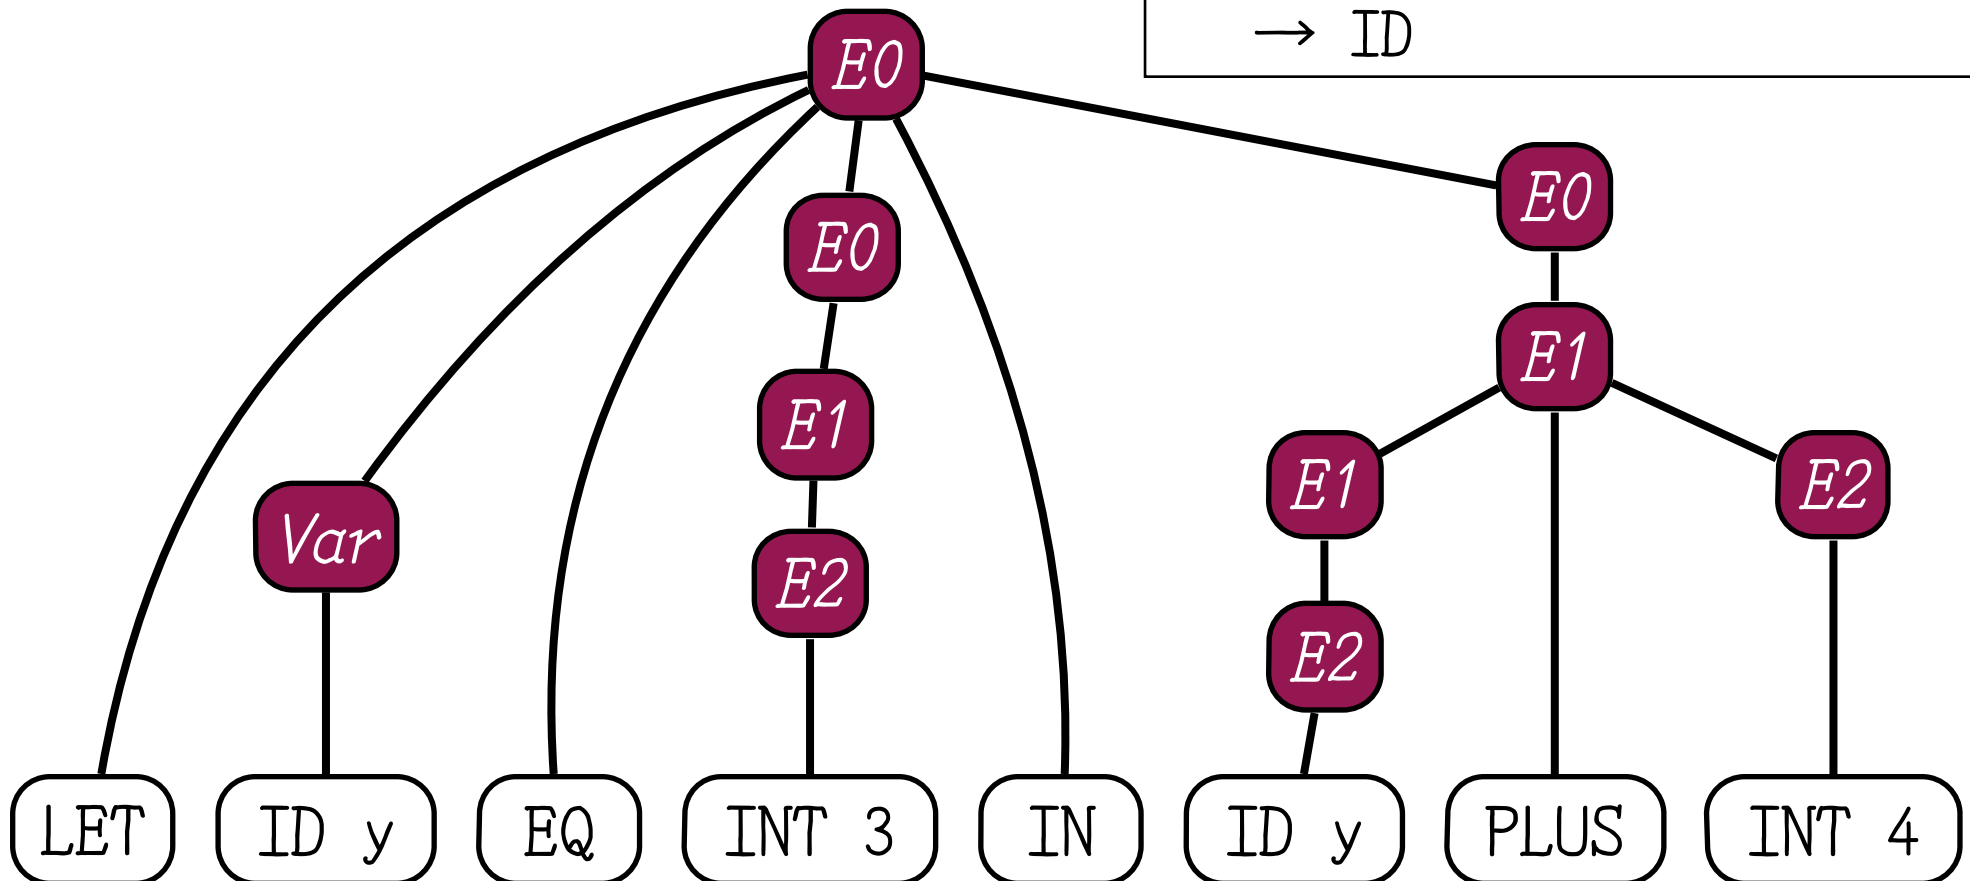 → ID
E0
E0
E0
E1
E1
E1
E2
Var
E2
E2
LET
ID y
EQ
INT 3
IN
ID y
PLUS
INT 4